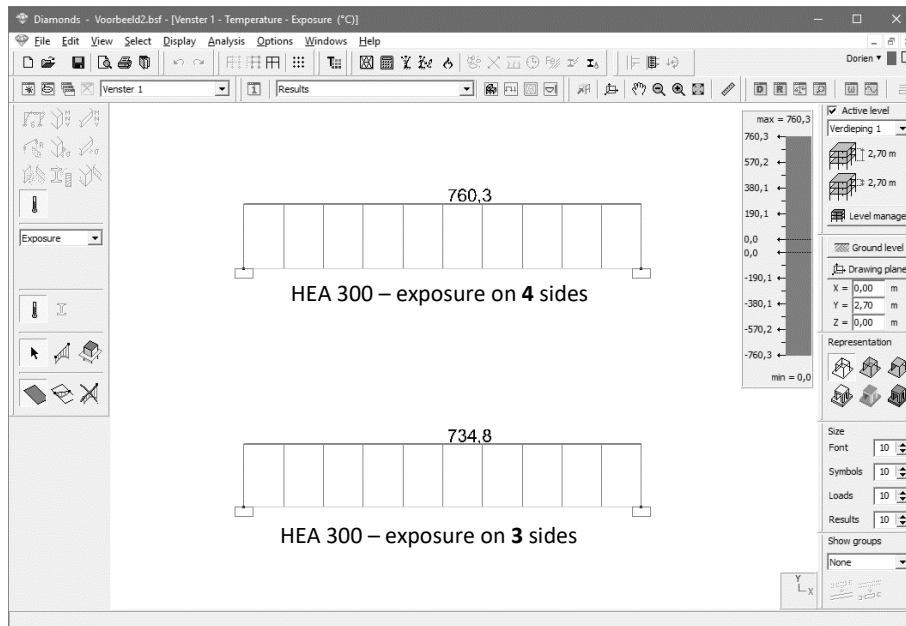 Diamonds - Voorbeeld2.bsf - [Venster 1 - Temperature - Exposure (°C)]
File Edit View Select Display Analysis Options Windows Help
Dorien
Venster 1
1
Results
D R
Exposure
760,3
HEA 300 – exposure on 4 sides
734,8
HEA 300 – exposure on 3 sides
max = 760,3
760,3
570,2
380,1
190,1
0,0
0,0
-190,1
-380,1
-570,2
-760,3
min = 0,0
Active level
Verdieping 1
2,70 m
2,70 m
Level manage
Ground level
Drawing plane
X = 0,00 m
Y = 2,70 m
Z = 0,00 m
Representation
Size
Font 10
Symbols 10
Loads 10
Results 10
Show groups
None
Y
X